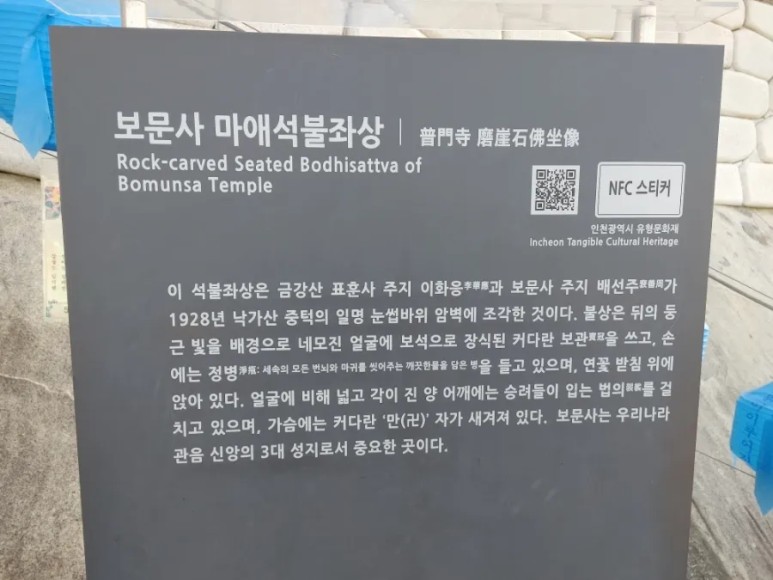 보문사 마애석불좌상 | 普門寺 磨崖石佛坐像
Rock-carved Seated Bodhisattva of
Bomunsa Temple
NFC 스티커
인천광역시 유형문화재
Incheon Tangible Cultural Heritage
이 석불좌상은 금강산 표훈사 주지 이화응李華應과 보문사 주지 배선주裵善周가
1928년 낙가산 중턱의 일명 눈썹바위 암벽에 조각한 것이다. 불상은 뒤의 둥
근 빛을 배경으로 네모진 얼굴에 보석으로 장식된 커다란 보관寶冠을 쓰고, 손
에는 정병淨甁: 세속의 모든 번뇌와 마귀를 씻어주는 깨끗한물을 담은 병을 들고 있으며, 연꽃 받침 위에
앉아 있다. 얼굴에 비해 넓고 각이 진 양 어깨에는 승려들이 입는 법의法衣를 걸
치고 있으며, 가슴에는 커다란 '만(卍)' 자가 새겨져 있다. 보문사는 우리나라
관음 신앙의 3대 성지로서 중요한 곳이다.